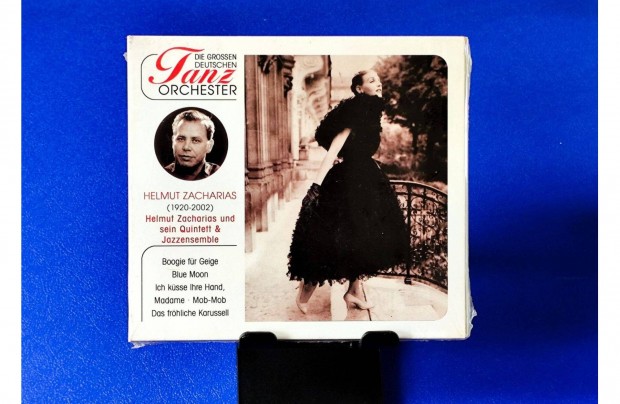 DIE GROSSEN
DEUTSCHEN
Tanz
ORCHESTER
HELMUT ZACHARIAS
(1920-2002)
Helmut Zacharias und
sein Quintett &
Jazzensemble
Boogie für Geige
Blue Moon
Ich küsse Ihre Hand,
Madame · Mob-Mob
Das fröhliche Karussell